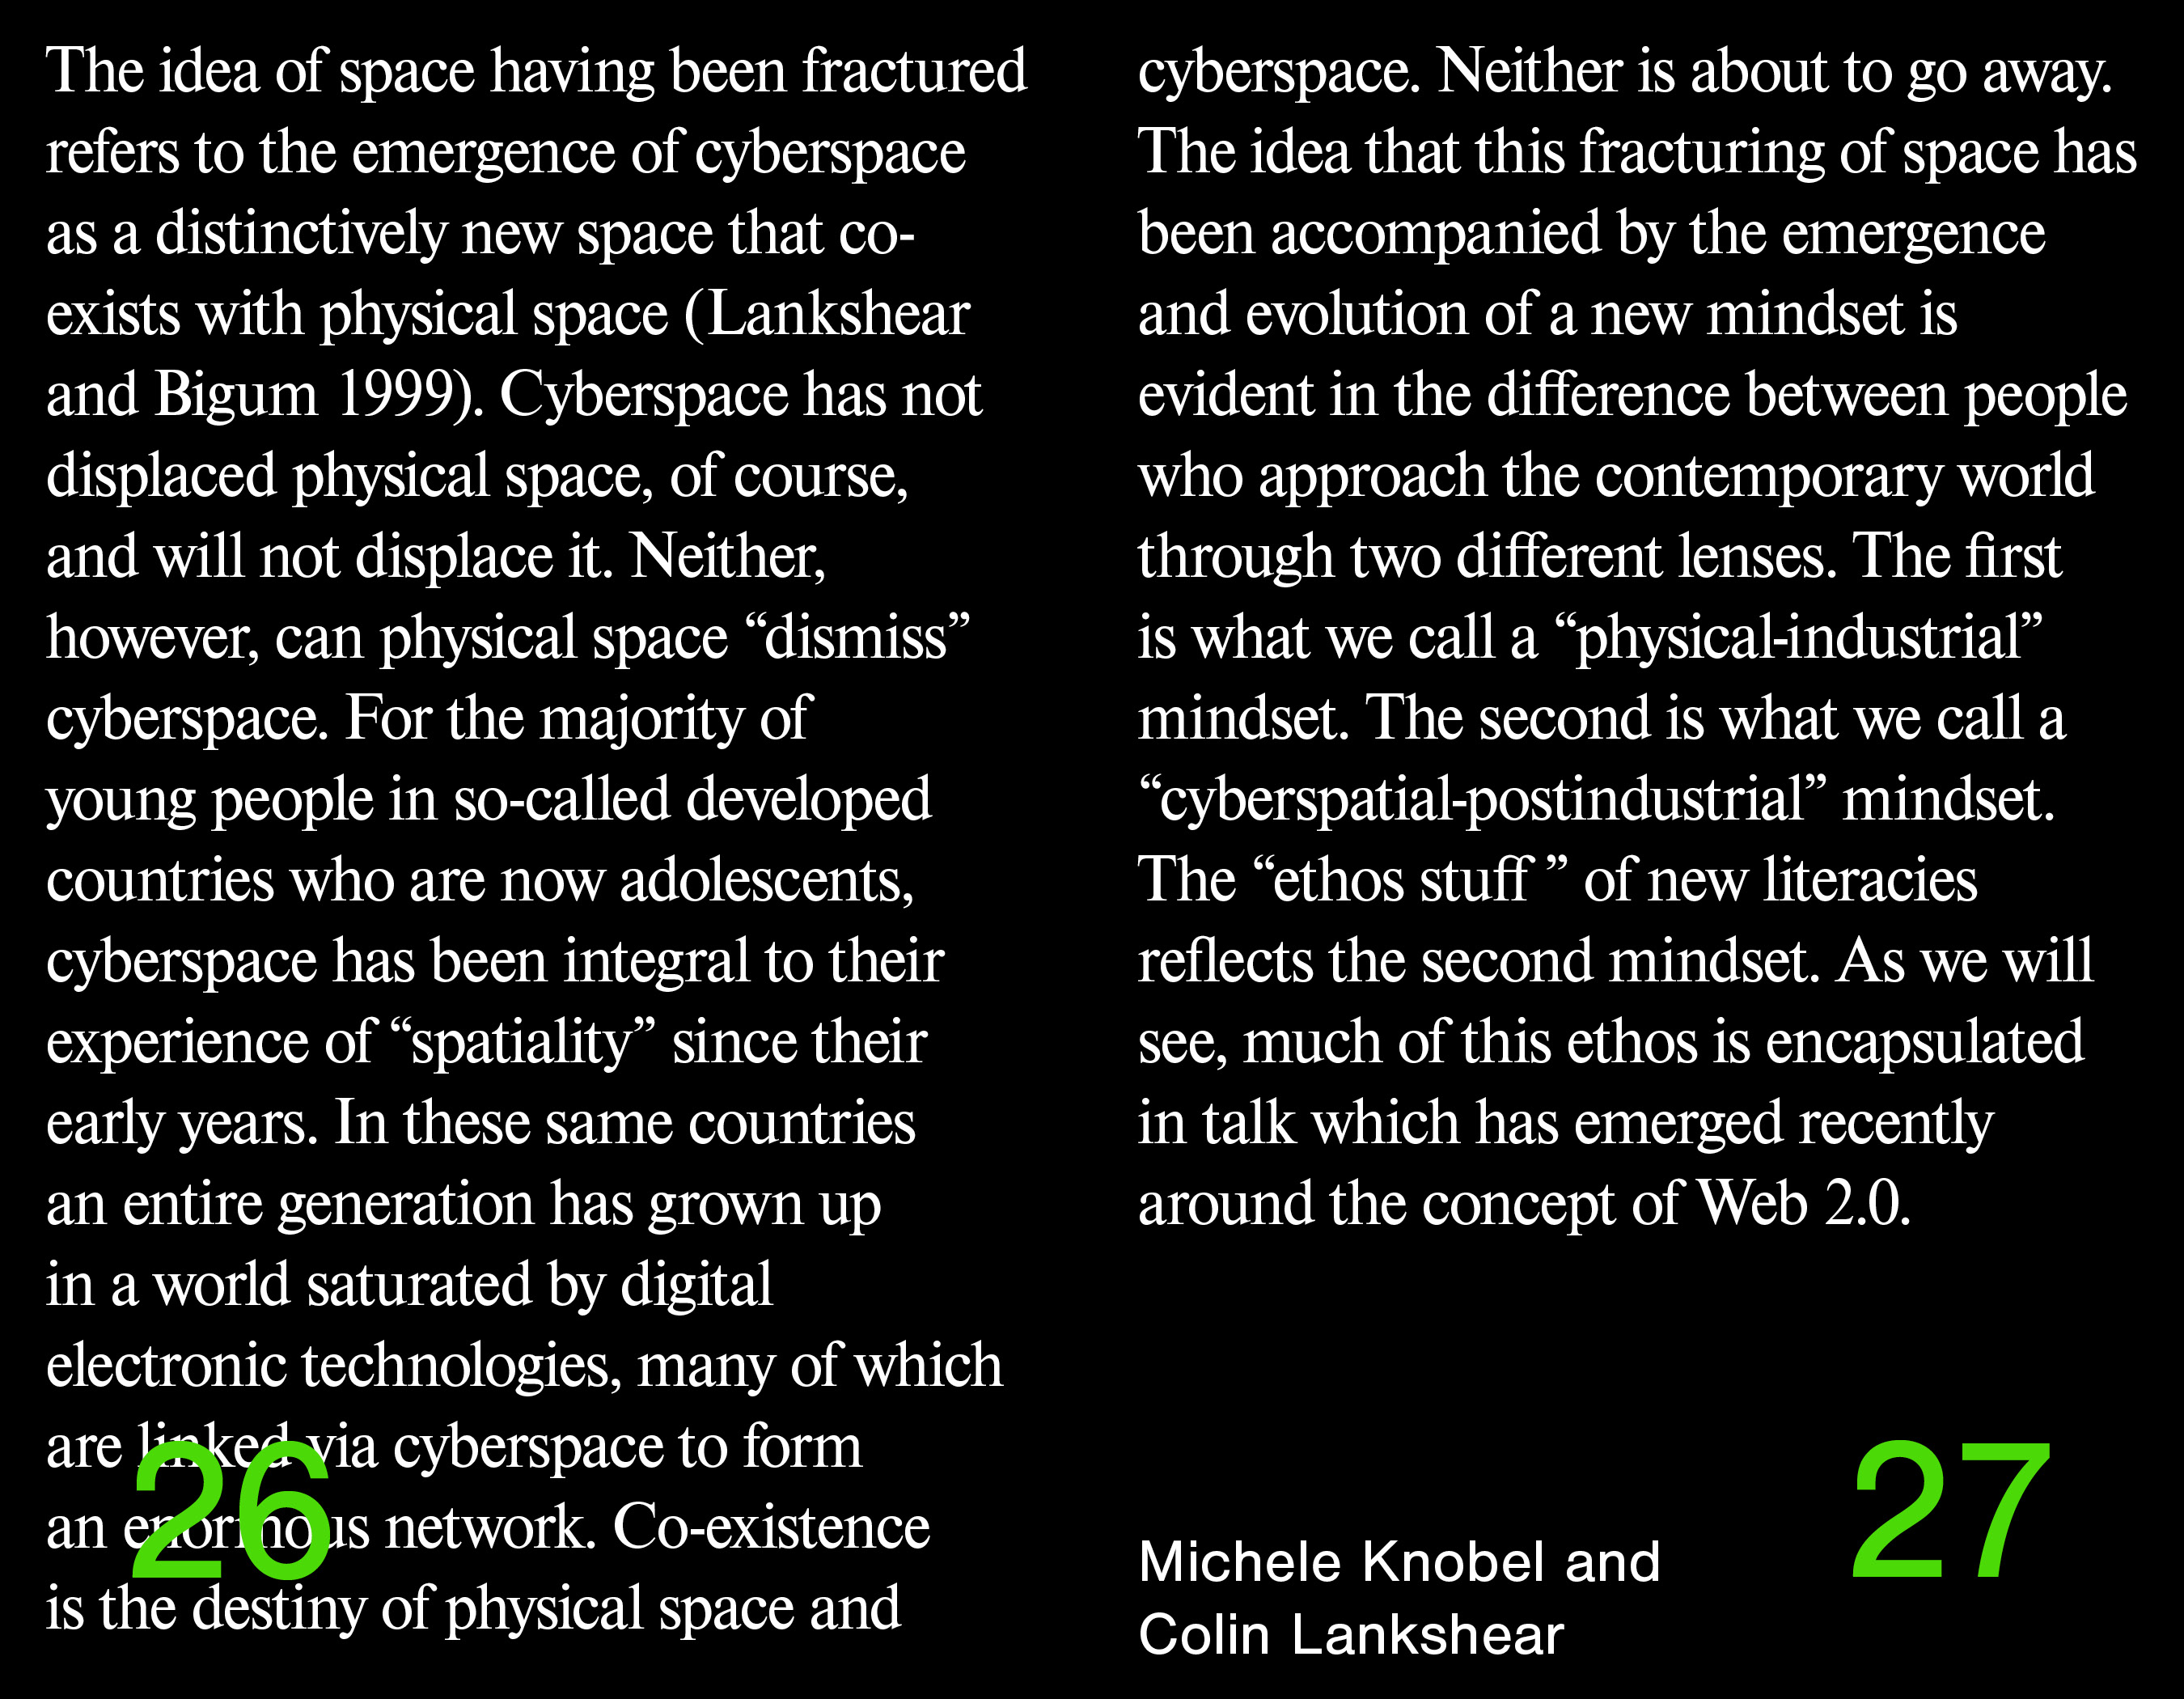 The idea of space having been fractured
refers to the emergence of cyberspace
as a distinctively new space that co-
exists with physical space (Lankshear
and Bigum 1999). Cyberspace has not
displaced physical space, of course,
and will not displace it. Neither,
however, can physical space “dismiss”
cyberspace. For the majority of
young people in so-called developed
countries who are now adolescents,
cyberspace has been integral to their
experience of “spatiality” since their
early years. In these same countries
an entire generation has grown up
in a world saturated by digital
electronic technologies, many of which
are linked via cyberspace to form
an enormous network. Co-existence
is the destiny of physical space and
26
cyberspace. Neither is about to go away.
The idea that this fracturing of space has
been accompanied by the emergence
and evolution of a new mindset is
evident in the difference between people
who approach the contemporary world
through two different lenses. The first
is what we call a “physical-industrial”
mindset. The second is what we call a
“cyberspatial-postindustrial” mindset.
The “ethos stuff ” of new literacies
reflects the second mindset. As we will
see, much of this ethos is encapsulated
in talk which has emerged recently
around the concept of Web 2.0.
Michele Knobel and
Colin Lankshear
27